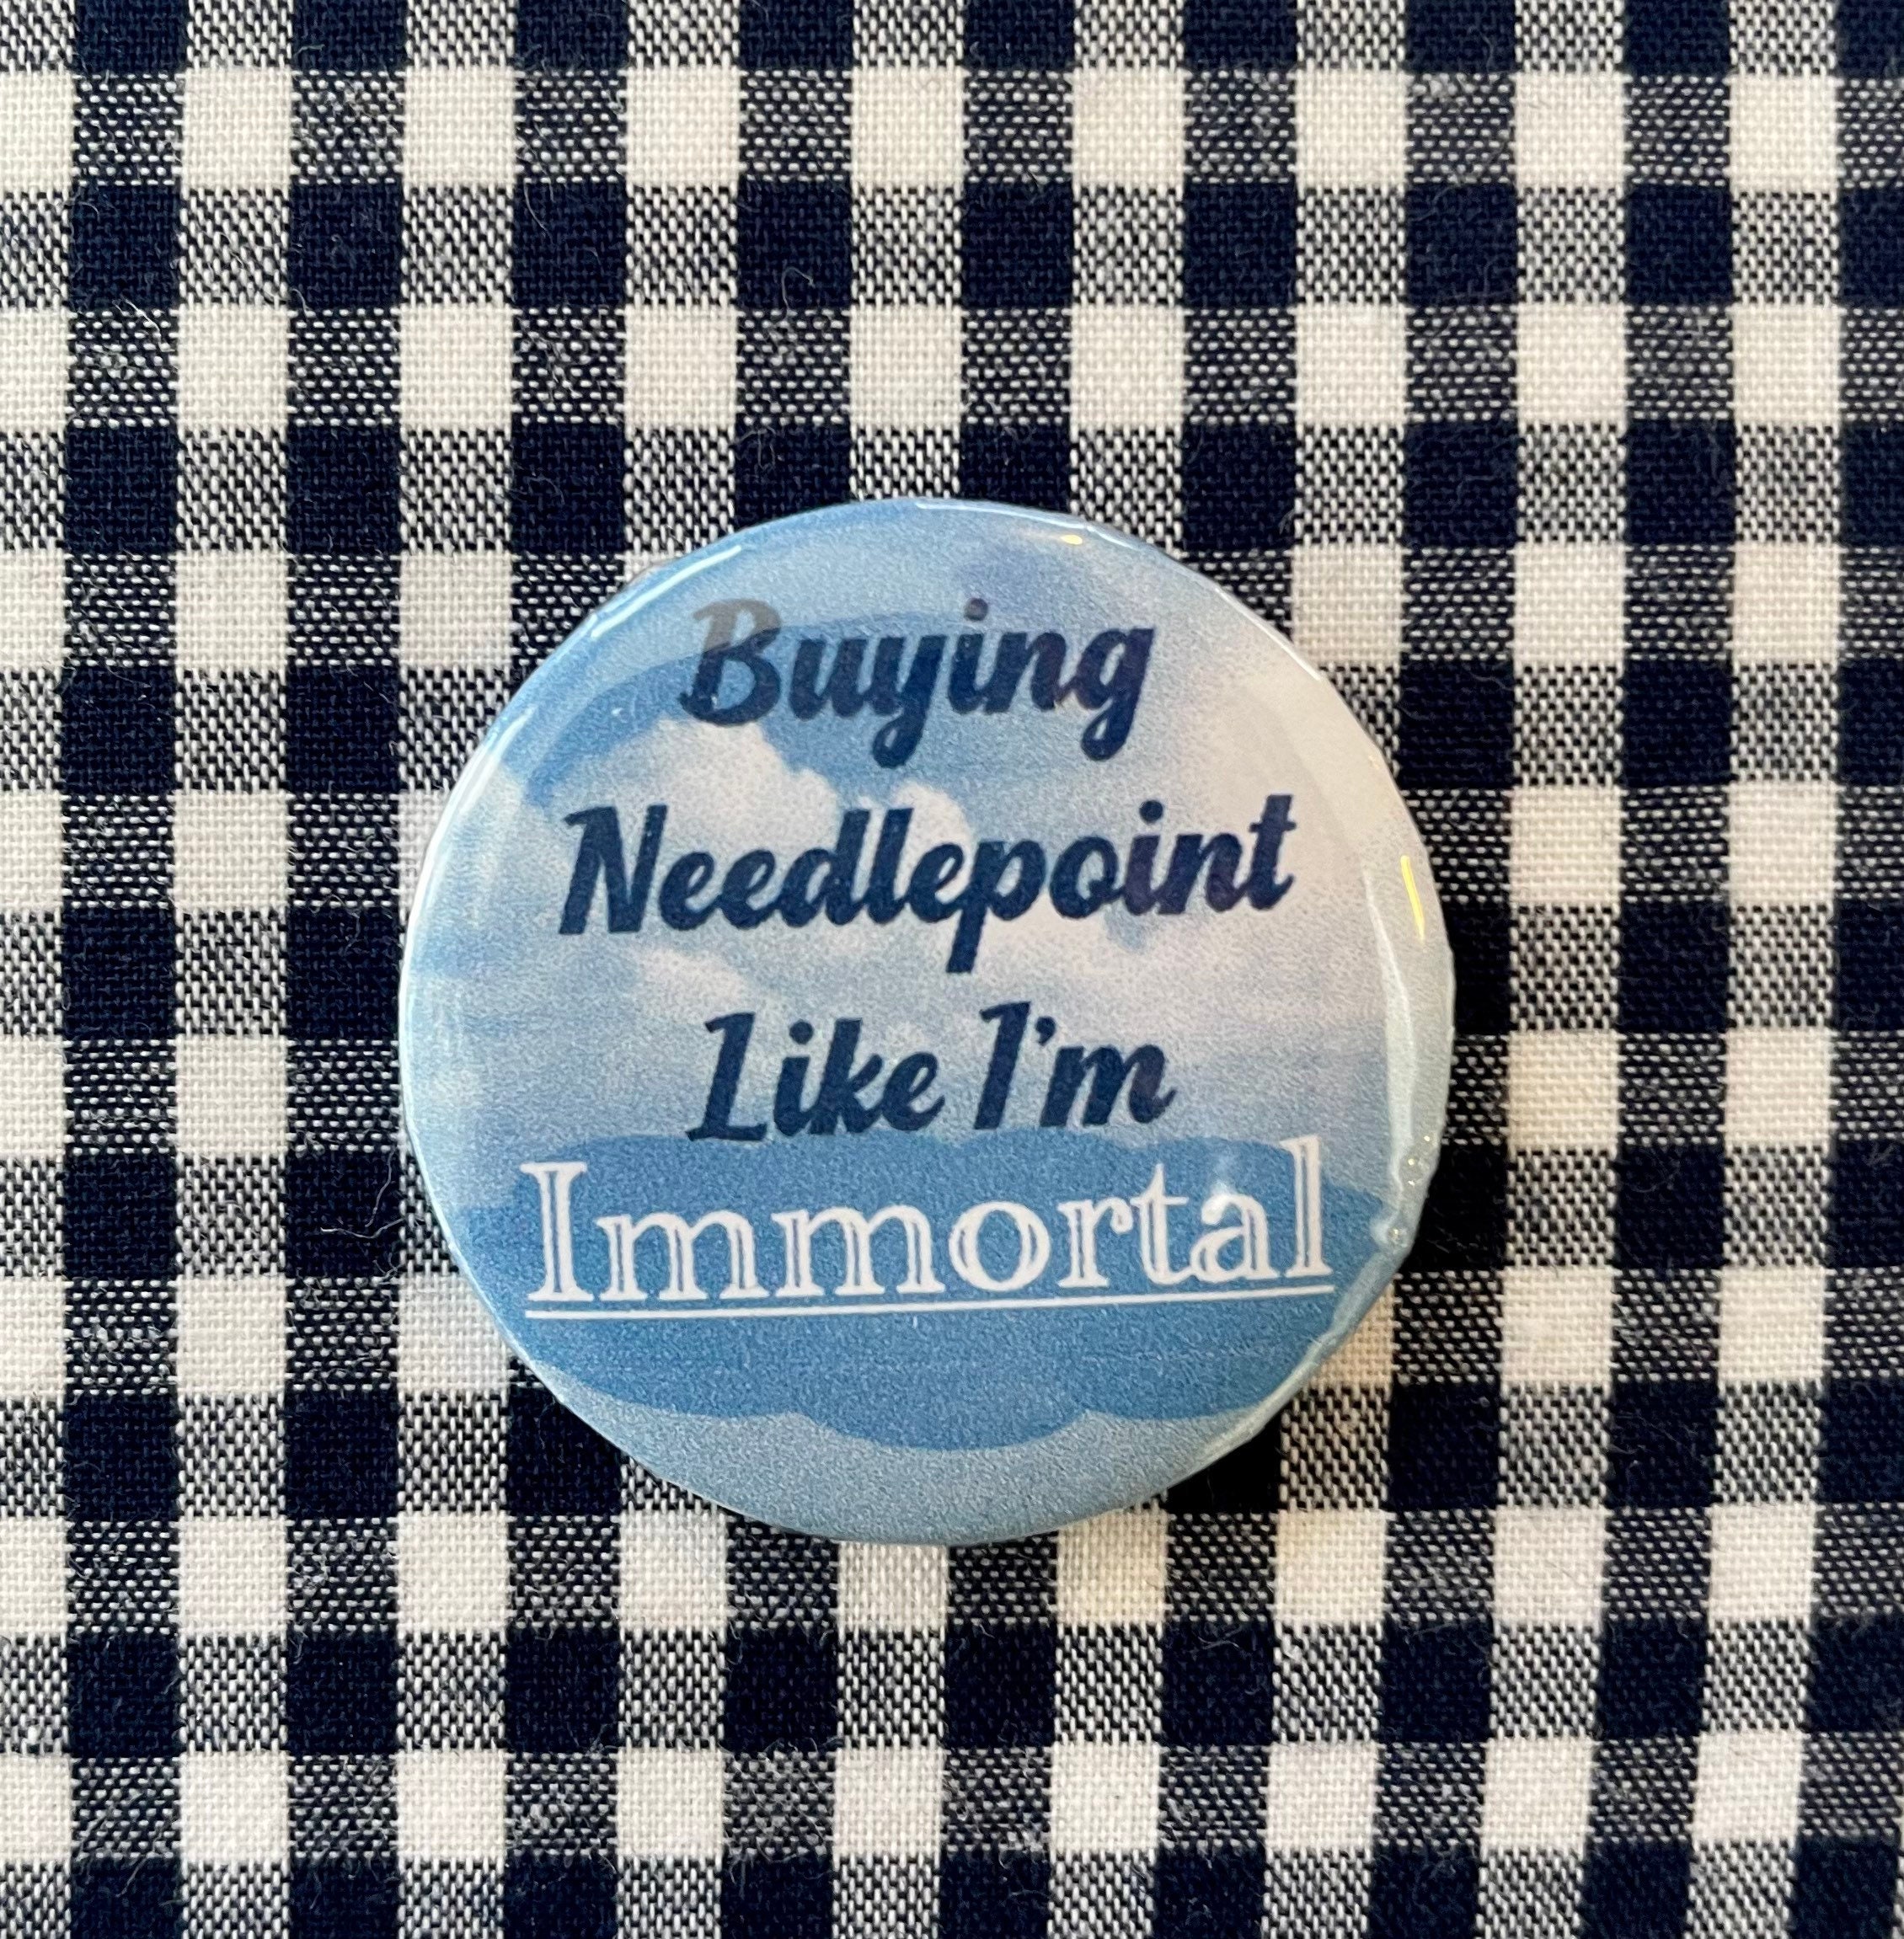 Buying
Needlepoint
Like I'm
Immortal